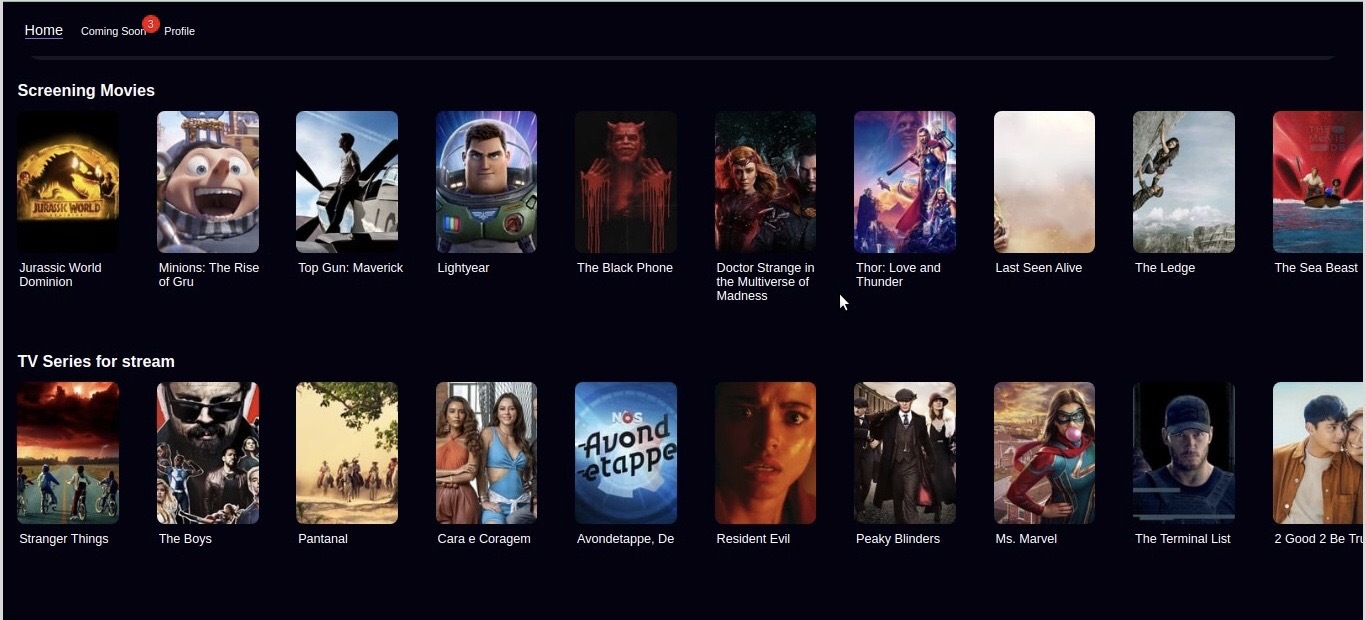 Home Coming Soon 3 Profile
Screening Movies
JURASSIC WORLD
Jurassic World
Dominion
Minions: The Rise
of Gru
Top Gun: Maverick
Lightyear
The Black Phone
Doctor Strange in
the Multiverse of
Madness
Thor: Love and
Thunder
Last Seen Alive
The Ledge
The Sea Beast
TV Series for stream
NOS
Avond
etappe
Stranger Things
The Boys
Pantanal
Cara e Coragem
Avondetappe, De
Resident Evil
Peaky Blinders
Ms. Marvel
The Terminal List
2 Good 2 Be Tru